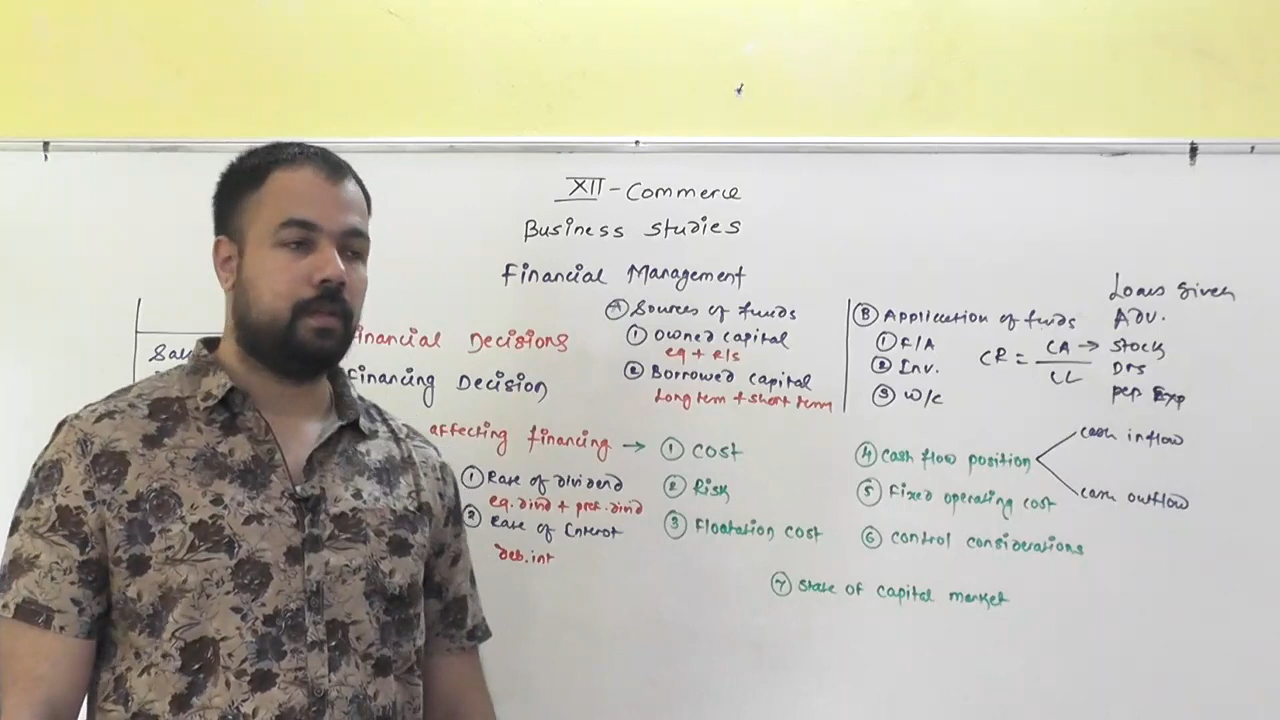 XII - Commerce
Business Studies
Financial Management
Financial Decisions
Financing Decision
affecting financing →
① Rate of dividend
eq. divd + pref. divd
② Rate of Interest
deb. int
Ⓐ Sources of funds
① Owned capital
eq + R/s
② Borrowed capital
Long term + short term
Ⓑ Application of funds
① F/A
② Inv.
③ W/c
CR = CA / CL
→
Loans given
Adv.
Stock
Drs
pep Exp
① Cost
② Risk
③ Floatation cost
④ Cash flow position
cash inflow
cash outflow
⑤ Fixed operating cost
⑥ Control considerations
⑦ State of capital market